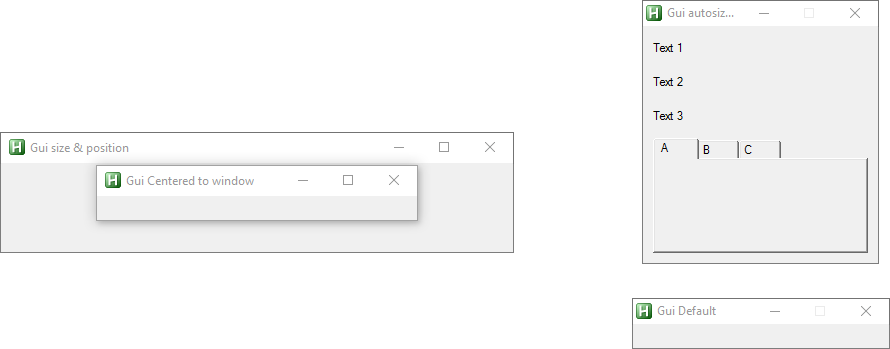 Gui autosiz...
Text 1
Text 2
Text 3
A B C
Gui size & position
Gui Centered to window
Gui Default